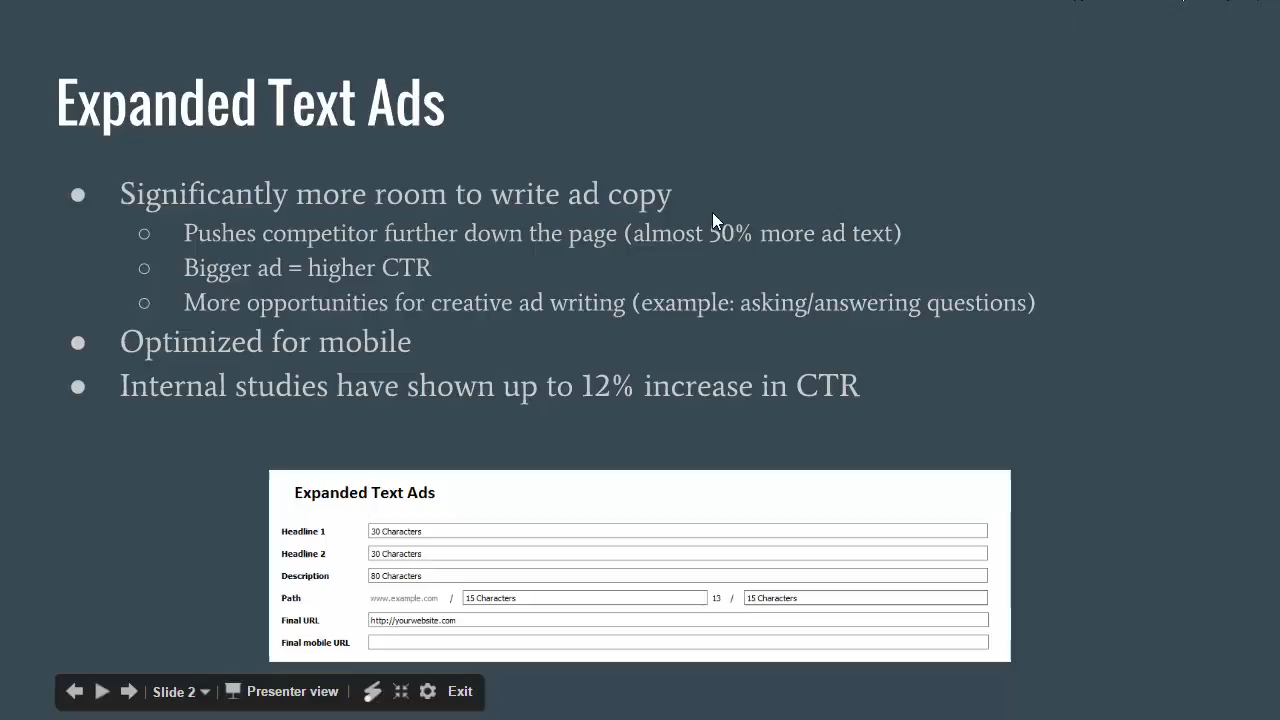 Expanded Text Ads
● Significantly more room to write ad copy
○ Pushes competitor further down the page (almost 50% more ad text)
○ Bigger ad = higher CTR
○ More opportunities for creative ad writing (example: asking/answering questions)
● Optimized for mobile
● Internal studies have shown up to 12% increase in CTR
Expanded Text Ads
Headline 1 30 Characters
Headline 2 30 Characters
Description 80 Characters
Path www.example.com / 15 Characters 13 / 15 Characters
Final URL http://yourwebsite.com
Final mobile URL
Slide 2 Presenter view Exit